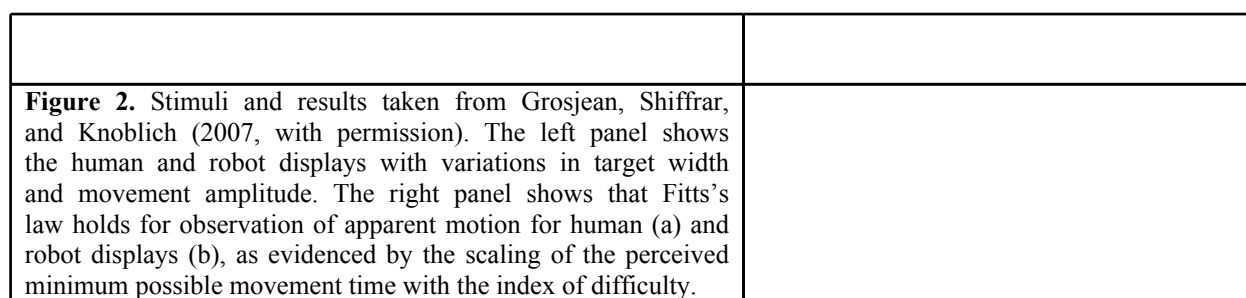 Figure 2. Stimuli and results taken from Grosjean, Shiffrar,
and Knoblich (2007, with permission). The left panel shows
the human and robot displays with variations in target width
and movement amplitude. The right panel shows that Fitts’s
law holds for observation of apparent motion for human (a) and
robot displays (b), as evidenced by the scaling of the perceived
minimum possible movement time with the index of difficulty.